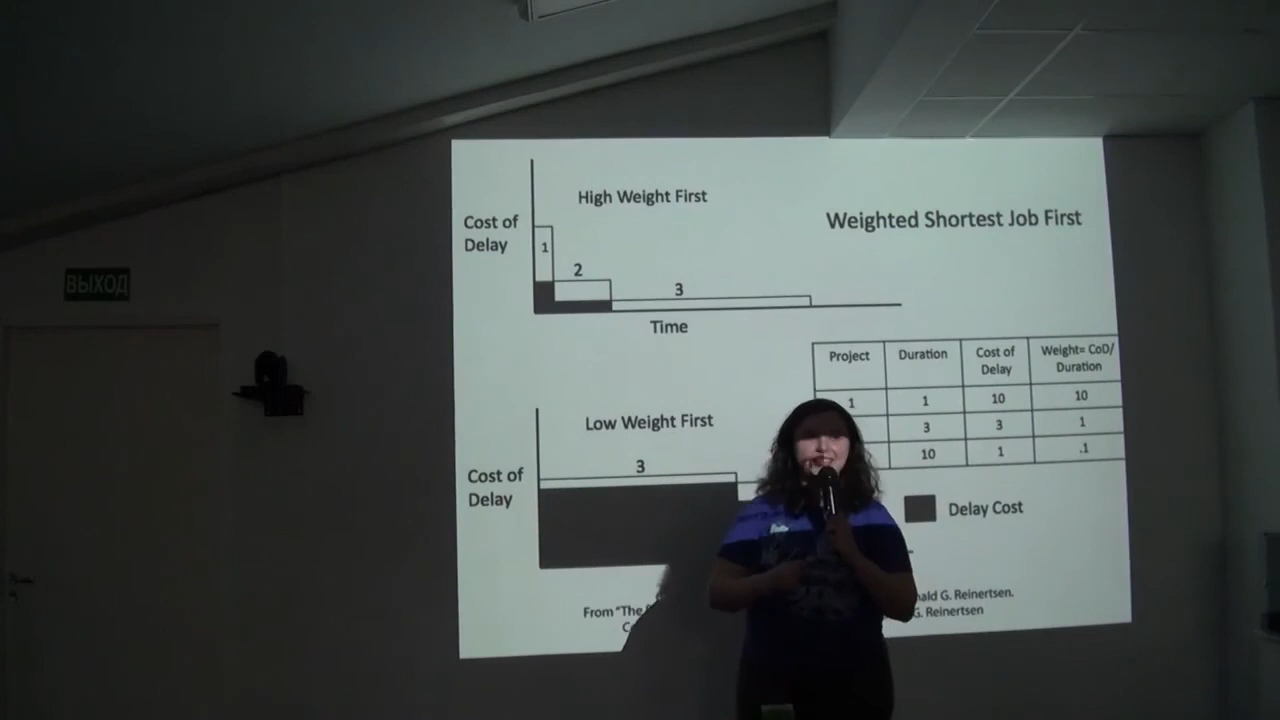 ВЫХОД
High Weight First
Cost of
Delay
1
2
3
Time
Weighted Shortest Job First
Project Duration Cost of Delay Weight= CoD/ Duration
1 1 10 10
3 3 1
10 1 .1
Low Weight First
Cost of
Delay
3
Delay Cost
From "The
ald G. Reinertsen.
G. Reinertsen